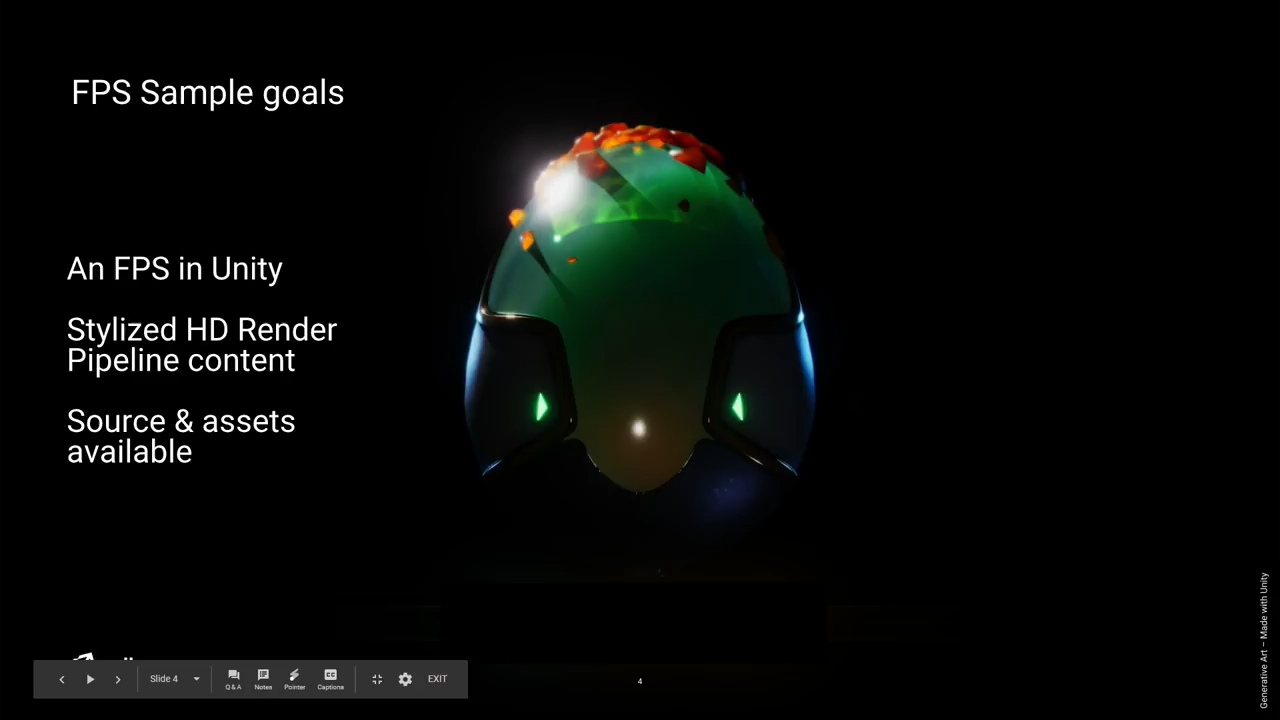 FPS Sample goals
An FPS in Unity
Stylized HD Render
Pipeline content
Source & assets
available
Generative Art – Made with Unity
Slide 4
Q&A
Notes
Pointer
Captions
EXIT
4